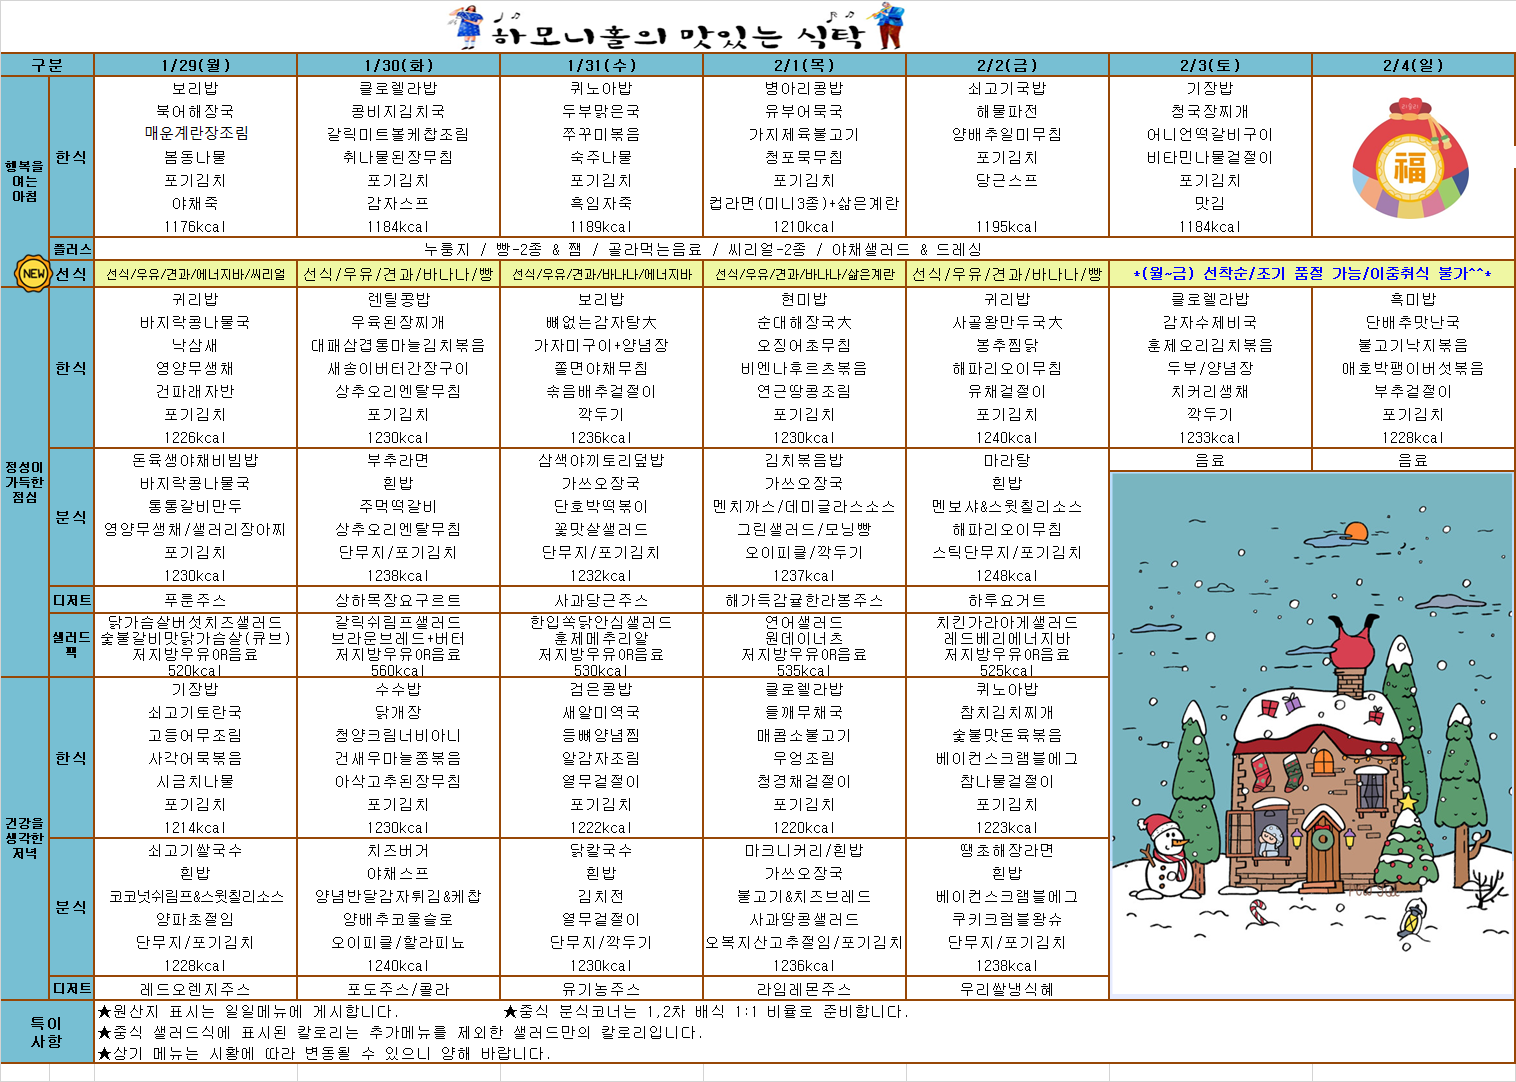 하모니홀의 맛있는 식탁
구분 1/29(월) 1/30(화) 1/31(수) 2/1(목) 2/2(금) 2/3(토) 2/4(일)
행복을
여는
아침
한식
보리밥 클로렐라밥 퀴노아밥 병아리콩밥 쇠고기국밥 기장밥
북어해장국 콩비지김치국 두부맑은국 유부어묵국 해물파전 청국장찌개
매운계란장조림 갈릭미트볼케찹조림 쭈꾸미볶음 가지제육불고기 양배추일미무침 어니언떡갈비구이
봄동나물 취나물된장무침 숙주나물 청포묵무침 포기김치 비타민나물겉절이
포기김치 포기김치 포기김치 포기김치 당근스프 포기김치
야채죽 감자스프 흑임자죽 컵라면(미니3종)+삶은계란 맛김
1176kcal 1184kcal 1189kcal 1210kcal 1195kcal 1184kcal
福
플러스 누룽지 / 빵-2종 & 쨈 / 골라먹는음료 / 씨리얼-2종 / 야채샐러드 & 드레싱
NEW 선식 선식/우유/견과/에너지바/씨리얼 선식/우유/견과/바나나/빵 선식/우유/견과/바나나/에너지바 선식/우유/견과/바나나/삶은계란 선식/우유/견과/바나나/빵 *(월~금) 선착순/조기 품절 가능/이중취식 불가^^*
정성이
가득한
점심
한식
귀리밥 렌틸콩밥 보리밥 현미밥 귀리밥 클로렐라밥 흑미밥
바지락콩나물국 우육된장찌개 뼈없는감자탕大 순대해장국大 사골왕만두국大 감자수제비국 단배추맛난국
낙삼새 대패삼겹통마늘김치볶음 가자미구이+양념장 오징어초무침 봉추찜닭 훈제오리김치볶음 불고기낙지볶음
영양무생채 새송이버터간장구이 쫄면야채무침 비엔나후르츠볶음 해파리오이무침 두부/양념장 애호박팽이버섯볶음
건파래자반 상추오리엔탈무침 솎음배추겉절이 연근땅콩조림 유채겉절이 치커리생채 부추겉절이
포기김치 포기김치 깍두기 포기김치 포기김치 깍두기 포기김치
1226kcal 1230kcal 1236kcal 1230kcal 1240kcal 1233kcal 1228kcal
분식
돈육생야채비빔밥 부추라면 삼색야끼토리덮밥 김치볶음밥 마라탕 음료 음료
바지락콩나물국 흰밥 가쓰오장국 가쓰오장국 흰밥
통통갈비만두 주먹떡갈비 단호박떡볶이 멘치까스/데미글라스소스 멘보샤&스윗칠리소스
영양무생채/샐러리장아찌 상추오리엔탈무침 꽃맛살샐러드 그린샐러드/모닝빵 해파리오이무침
포기김치 단무지/포기김치 단무지/포기김치 오이피클/깍두기 스틱단무지/포기김치
1230kcal 1238kcal 1232kcal 1237kcal 1248kcal
디저트 푸룬주스 상하목장요구르트 사과당근주스 해가득감귤한라봉주스 하루요거트
샐러드
팩
닭가슴살버섯치즈샐러드 갈릭쉬림프샐러드 한입쏙닭안심샐러드 연어샐러드 치킨가라아게샐러드
숯불갈비맛닭가슴살(큐브) 브라운브레드+버터 훈제메추리알 원데이너츠 레드베리에너지바
저지방우유OR음료 저지방우유OR음료 저지방우유OR음료 저지방우유OR음료 저지방우유OR음료
520kcal 560kcal 530kcal 535kcal 525kcal
건강을
생각한
저녁
한식
기장밥 수수밥 검은콩밥 클로렐라밥 퀴노아밥
쇠고기토란국 닭개장 새알미역국 들깨무채국 참치김치찌개
고등어무조림 청양크림너비아니 등뼈양념찜 매콤소불고기 숯불맛돈육볶음
사각어묵볶음 건새우마늘쫑볶음 알감자조림 우엉조림 베이컨스크램블에그
시금치나물 아삭고추된장무침 열무겉절이 청경채겉절이 참나물겉절이
포기김치 포기김치 포기김치 포기김치 포기김치
1214kcal 1230kcal 1222kcal 1220kcal 1223kcal
분식
쇠고기쌀국수 치즈버거 닭칼국수 마크니커리/흰밥 땡초해장라면
흰밥 야채스프 흰밥 가쓰오장국 흰밥
코코넛쉬림프&스윗칠리소스 양념반달감자튀김&케찹 김치전 불고기&치즈브레드 베이컨스크램블에그
양파초절임 양배추코울슬로 열무겉절이 사과땅콩샐러드 쿠키크럼블왕슈
단무지/포기김치 오이피클/할라피뇨 단무지/깍두기 오복지산고추절임/포기김치 단무지/포기김치
1228kcal 1240kcal 1230kcal 1236kcal 1238kcal
디저트 레드오렌지주스 포도주스/콜라 유기농주스 라임레몬주스 우리쌀냉식혜
특이
사항
★원산지 표시는 일일메뉴에 게시합니다. ★중식 분식코너는 1,2차 배식 1:1 비율로 준비합니다.
★중식 샐러드식에 표시된 칼로리는 추가메뉴를 제외한 샐러드만의 칼로리입니다.
★상기 메뉴는 시황에 따라 변동될 수 있으니 양해 바랍니다.